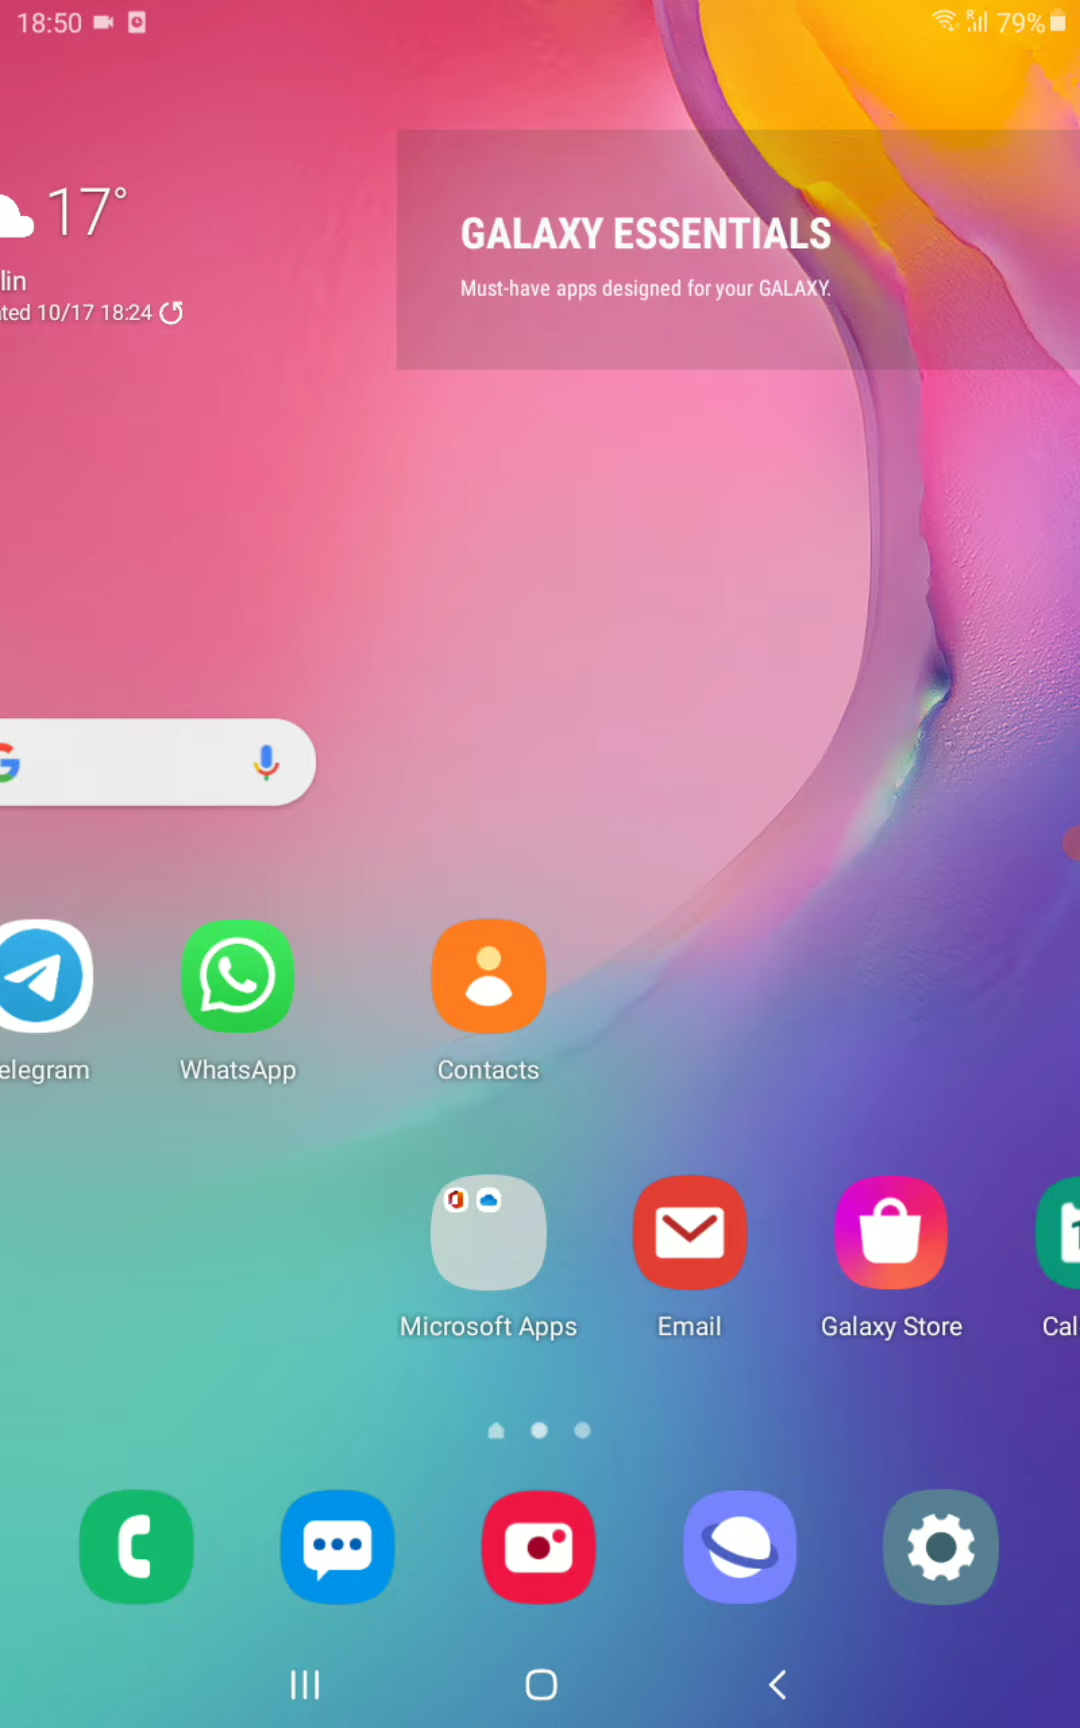 18:50
79%
17°
lin
ted 10/17 18:24
GALAXY ESSENTIALS
Must-have apps designed for your GALAXY.
elegram
WhatsApp
Contacts
Microsoft Apps
Email
Galaxy Store
Cal